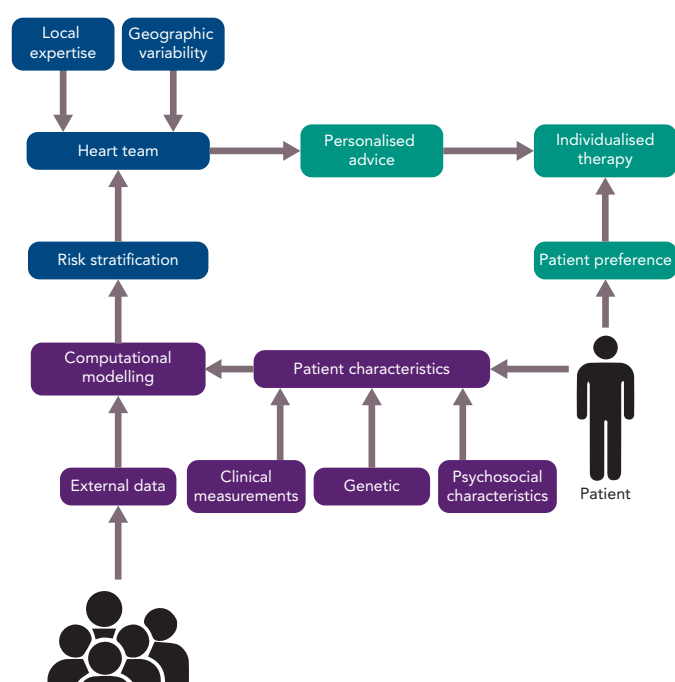 Local
expertise
Geographic
variability
Heart team
Personalised
advice
Individualised
therapy
Risk stratification
Patient preference
Computational
modelling
Patient characteristics
External data
Clinical
measurements
Genetic
Psychosocial
characteristics
Patient